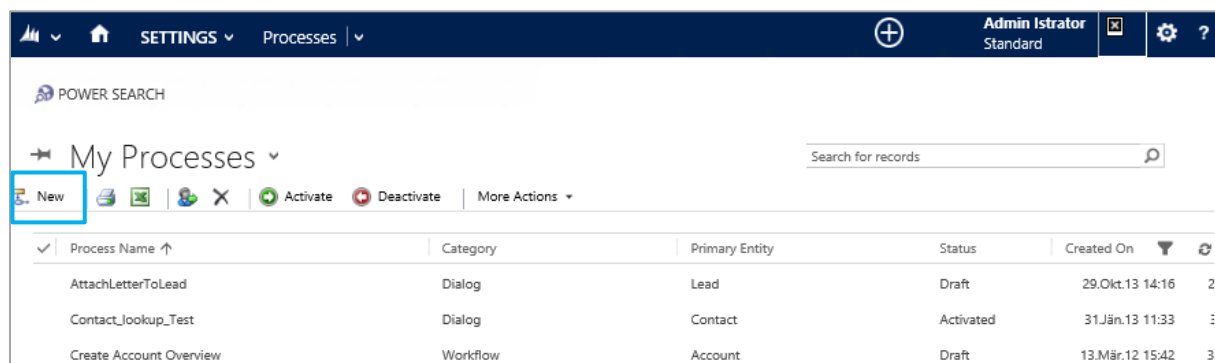 SETTINGS Processes Admin Istrator
Standard ?
POWER SEARCH
My Processes Search for records
New Activate Deactivate More Actions
Process Name Category Primary Entity Status Created On
AttachLetterToLead Dialog Lead Draft 29.Okt.13 14:16 2
Contact_lookup_Test Dialog Contact Activated 31.Jän.13 11:33
Create Account Overview Workflow Account Draft 13.Mär.12 15:42 3